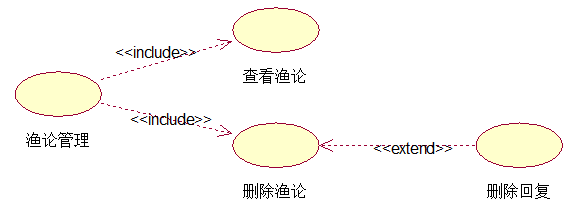 <<include>>
查看渔论
渔论管理
<<include>>
删除渔论
<<extend>>
删除回复